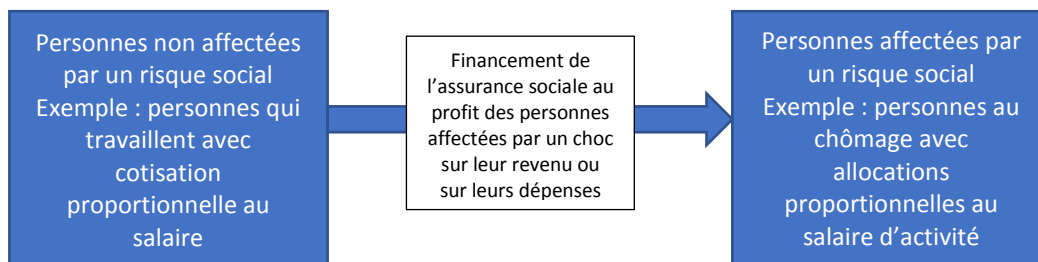 Personnes non affectées
par un risque social
Exemple : personnes qui
travaillent avec
cotisation
proportionnelle au
salaire
Financement de
l'assurance sociale au
profit des personnes
affectées par un choc
sur leur revenu ou
sur leurs dépenses
Personnes affectées par
un risque social
Exemple : personnes au
chômage avec
allocations
proportionnelles au
salaire d'activité